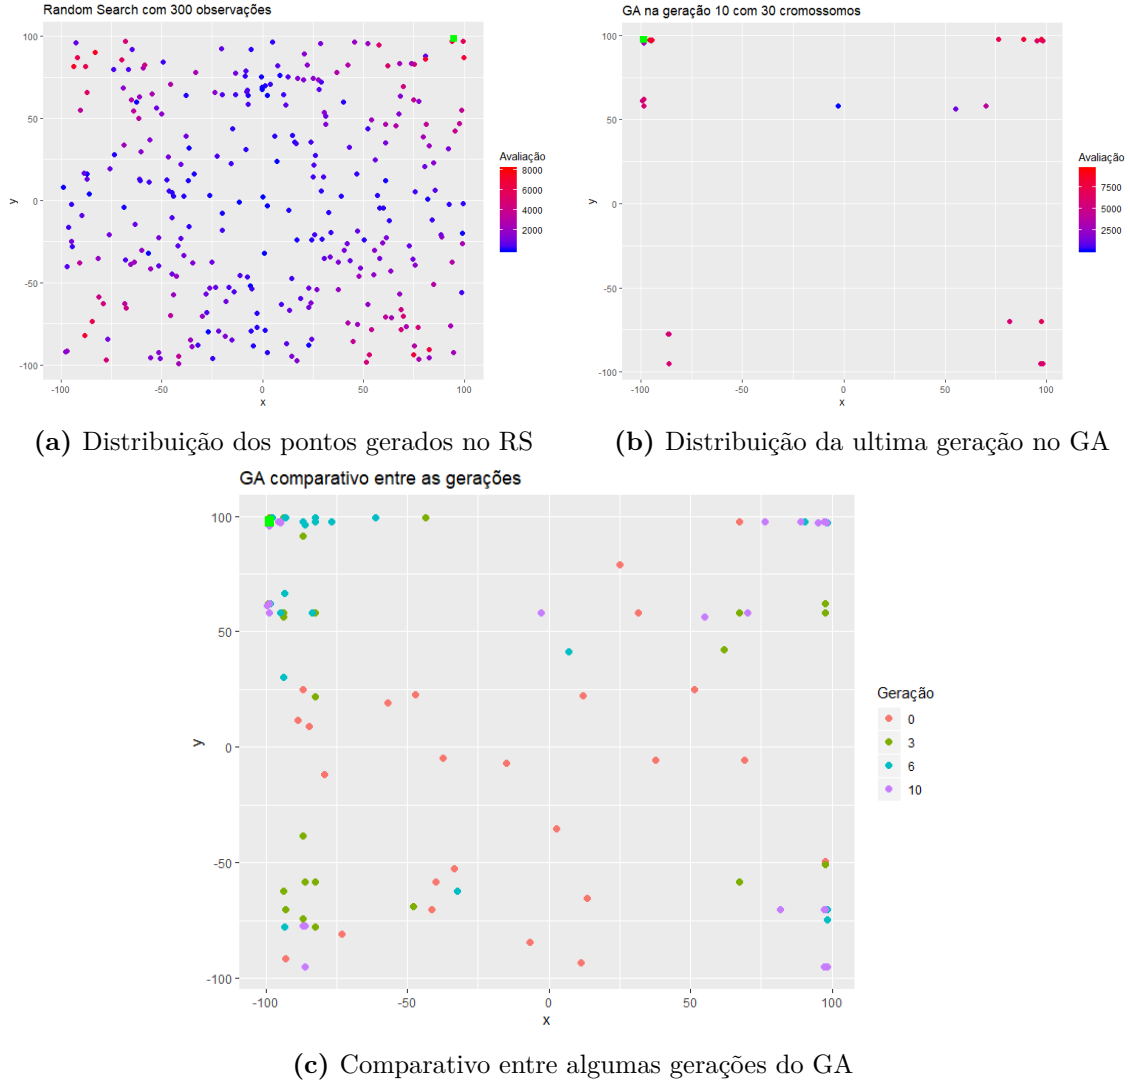 Random Search com 300 observações
100
50
0
-50
-100
y
-100
-50
0
50
100
x
Avaliação
8000
6000
4000
2000
(a) Distribuição dos pontos gerados no RS
GA na geração 10 com 30 cromossomos
100
50
0
-50
-100
y
-100
-50
0
50
100
x
Avaliação
7500
5000
2500
(b) Distribuição da ultima geração no GA
GA comparativo entre as gerações
100
50
0
-50
-100
y
-100
-50
0
50
100
x
Geração
0
3
6
10
(c) Comparativo entre algumas gerações do GA